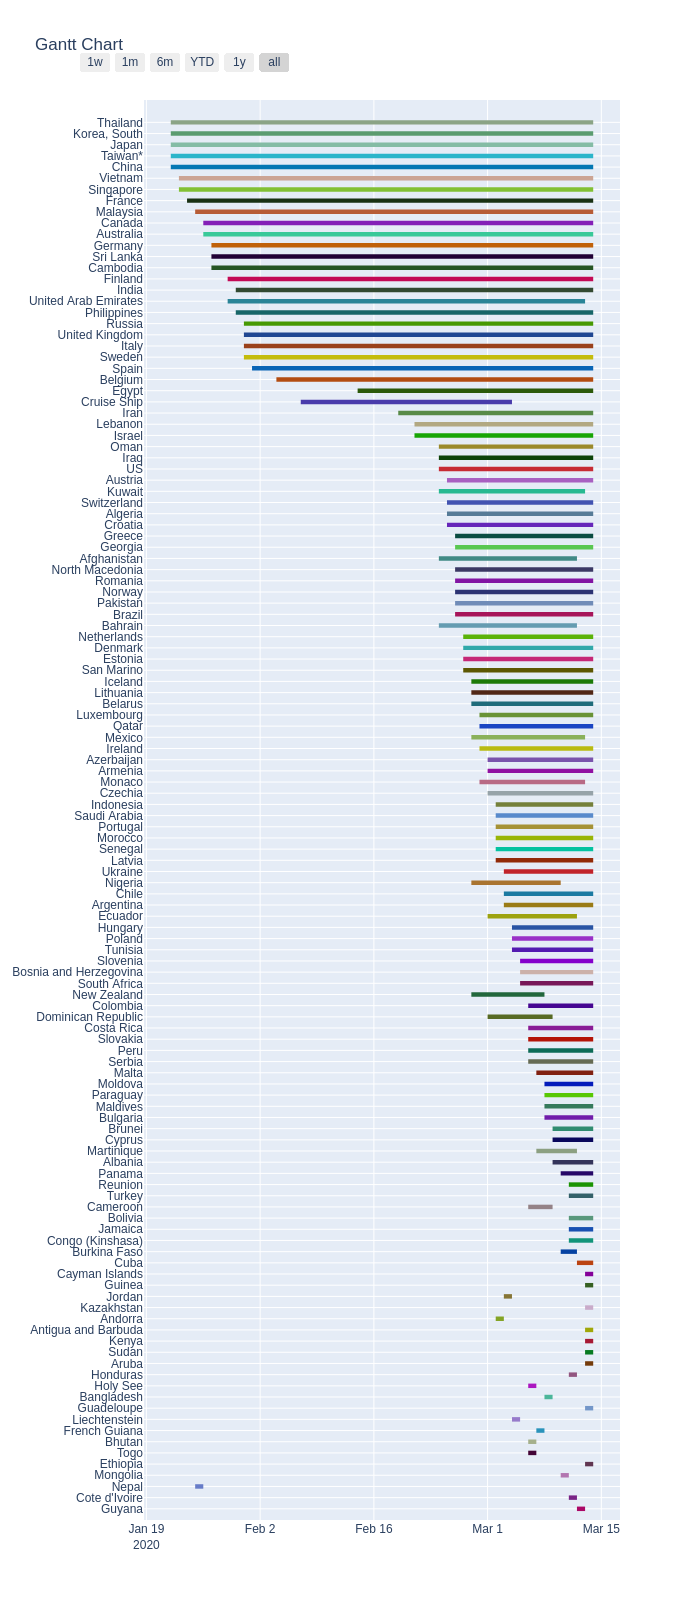 Gantt Chart
1w 1m 6m YTD 1y all
Thailand
Korea, South
Japan
Taiwan*
China
Vietnam
Singapore
France
Malaysia
Canada
Australia
Germany
Sri Lanka
Cambodia
Finland
India
United Arab Emirates
Philippines
Russia
United Kingdom
Italy
Sweden
Spain
Belgium
Egypt
Cruise Ship
Iran
Lebanon
Israel
Oman
Iraq
US
Austria
Kuwait
Switzerland
Algeria
Croatia
Greece
Georgia
Afghanistan
North Macedonia
Romania
Norway
Pakistan
Brazil
Bahrain
Netherlands
Denmark
Estonia
San Marino
Iceland
Lithuania
Belarus
Luxembourg
Qatar
Mexico
Ireland
Azerbaijan
Armenia
Monaco
Czechia
Indonesia
Saudi Arabia
Portugal
Morocco
Senegal
Latvia
Ukraine
Nigeria
Chile
Argentina
Ecuador
Hungary
Poland
Tunisia
Slovenia
Bosnia and Herzegovina
South Africa
New Zealand
Colombia
Dominican Republic
Costa Rica
Slovakia
Peru
Serbia
Malta
Moldova
Paraguay
Maldives
Bulgaria
Brunei
Cyprus
Martinique
Albania
Panama
Reunion
Turkey
Cameroon
Bolivia
Jamaica
Congo (Kinshasa)
Burkina Faso
Cuba
Cayman Islands
Guinea
Jordan
Kazakhstan
Andorra
Antigua and Barbuda
Kenya
Sudan
Aruba
Honduras
Holy See
Bangladesh
Guadeloupe
Liechtenstein
French Guiana
Bhutan
Togo
Ethiopia
Mongolia
Nepal
Cote d'Ivoire
Guyana
Jan 19 Feb 2 Feb 16 Mar 1 Mar 15
2020